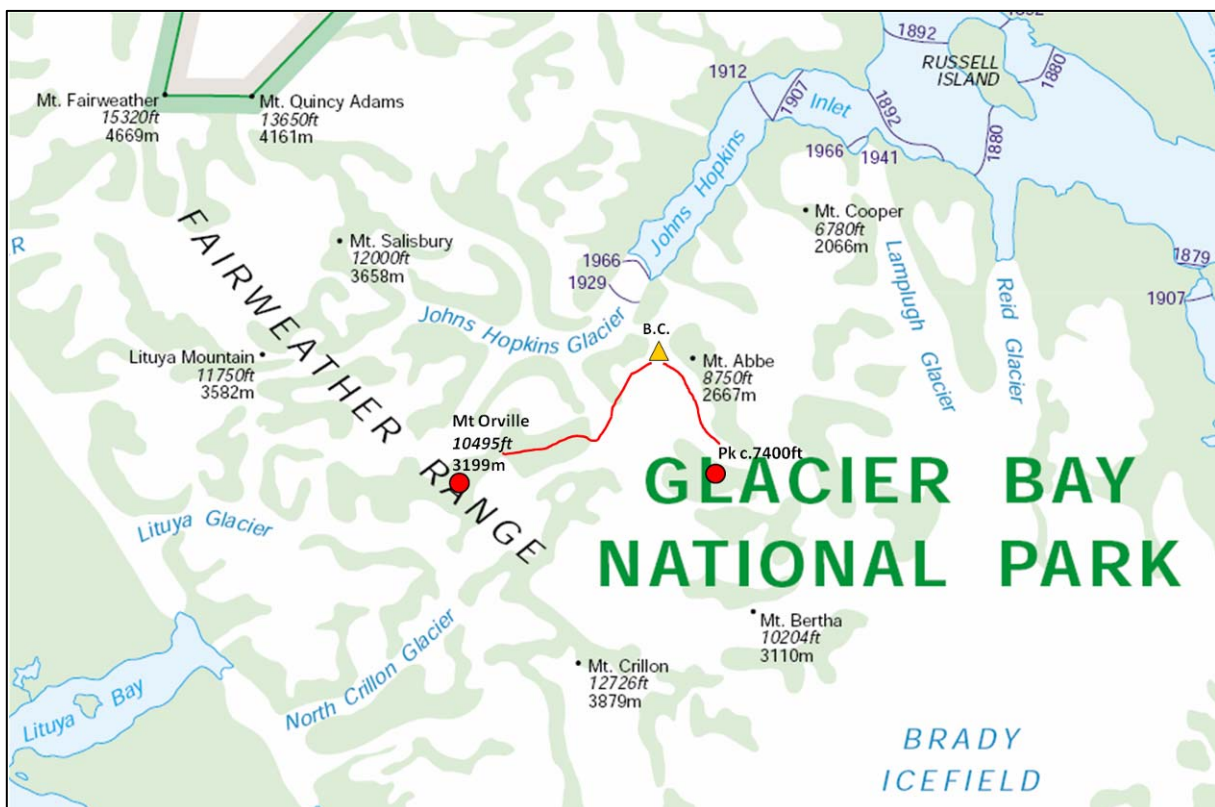 1892
1892
RUSSELL
ISLAND
1880
1912
1907
Inlet
1892
1880
1966
1941
Mt. Fairweather
15320ft
4669m
Mt. Quincy Adams
13650ft
4161m
Johns Hopkins
Mt. Cooper
6780ft
2066m
FAIRWEATHER RANGE
R
Mt. Salisbury
12000ft
3658m
1966
1929
Lamplugh Glacier
Reid Glacier
1879
1907
Johns Hopkins Glacier
B.C.
Lituya Mountain
11750ft
3582m
Mt. Abbe
8750ft
2667m
Mt Orville
10495ft
3199m
Pk c.7400ft
GLACIER BAY
NATIONAL PARK
Lituya Glacier
Mt. Bertha
10204ft
3110m
Mt. Crillon
12726ft
3879m
North Crillon Glacier
Lituya Bay
BRADY
ICEFIELD